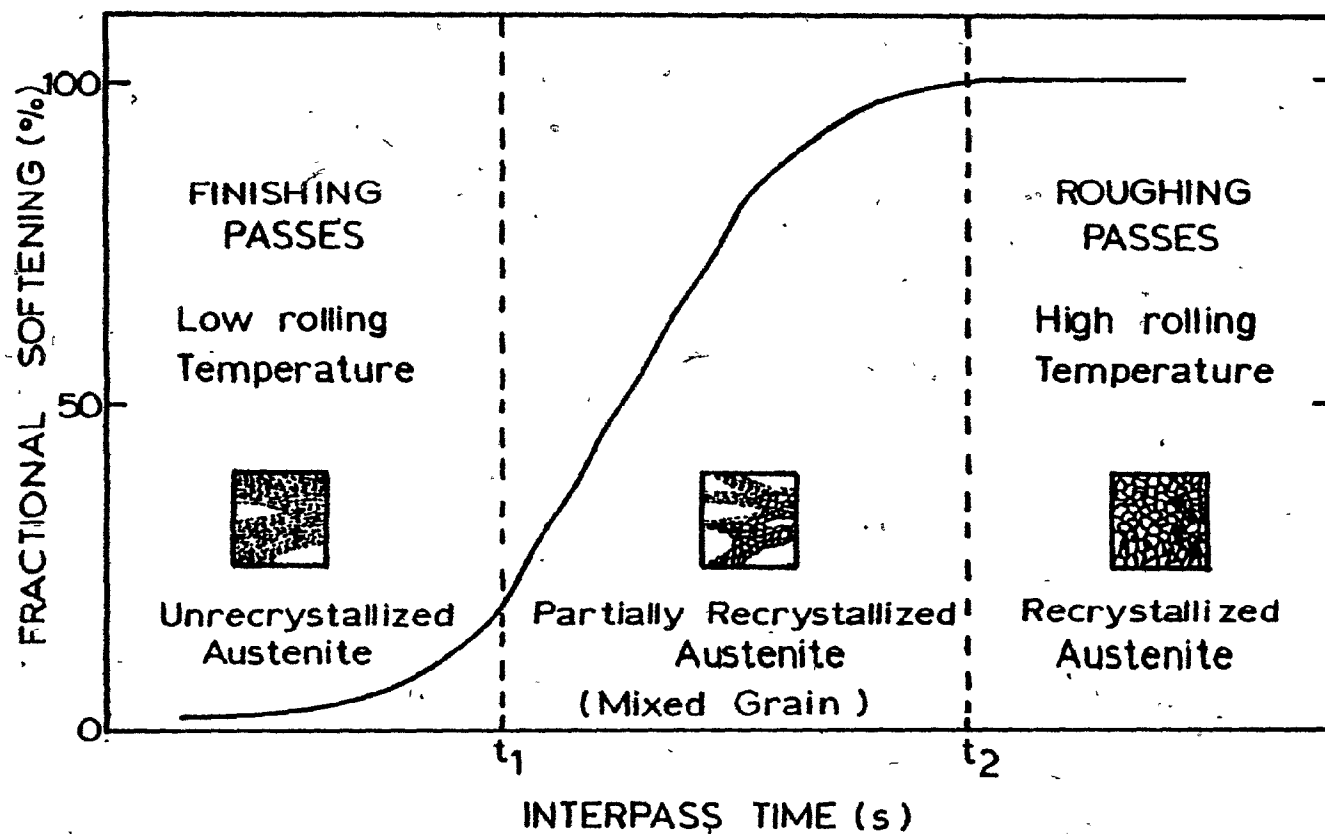 FRACTIONAL SOFTENING (%)
100
50
0
FINISHING
PASSES
Low rolling
Temperature
Unrecrystallized
Austenite
Partially Recrystallized
Austenite
(Mixed Grain)
ROUGHING
PASSES
High rolling
Temperature
Recrystallized
Austenite
t1
t2
INTERPASS TIME (s)